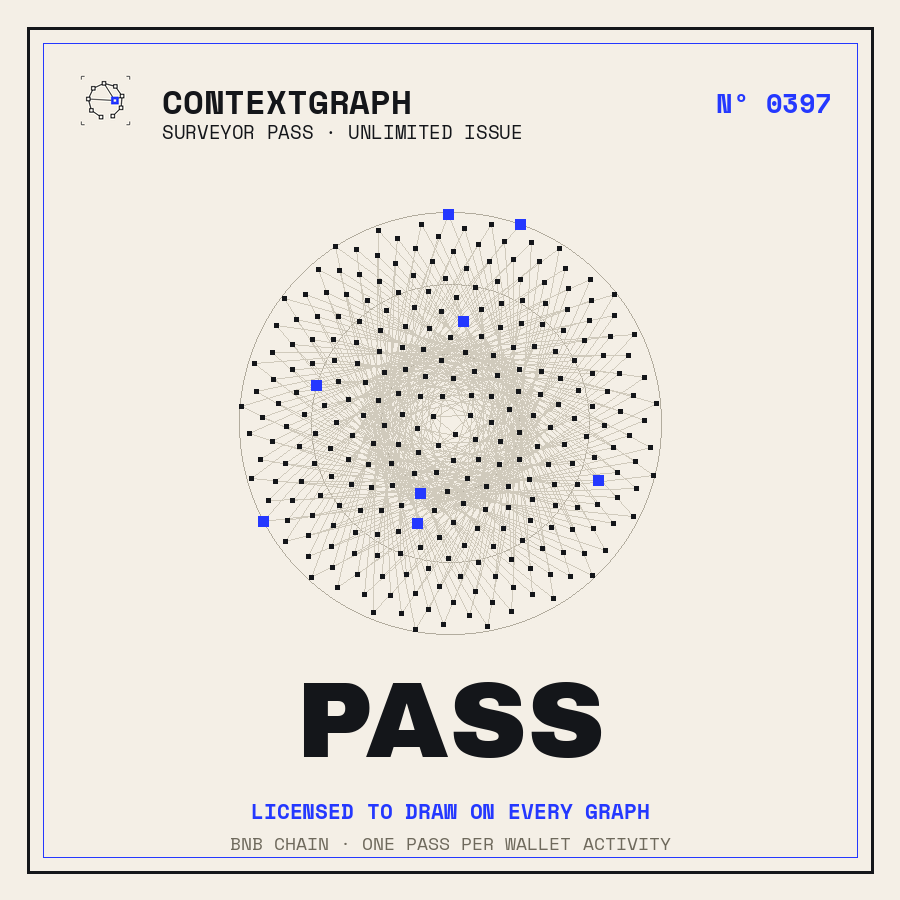 CONTEXTGRAPH
N° 0397
SURVEYOR PASS · UNLIMITED ISSUE
PASS
LICENSED TO DRAW ON EVERY GRAPH
BNB CHAIN · ONE PASS PER WALLET ACTIVITY